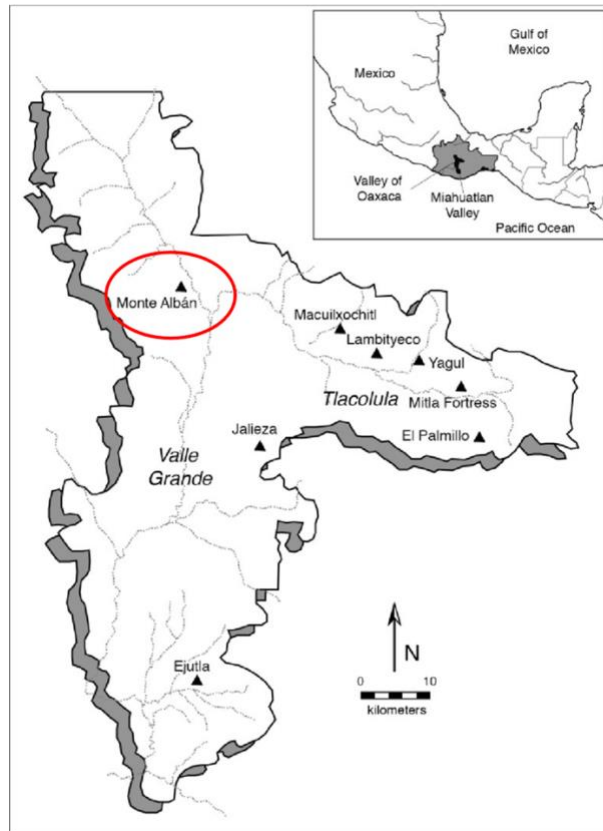 Gulf of
Mexico
Mexico
Valley of
Oaxaca
Miahuatlan
Valley
Pacific Ocean
Monte Albán
Macuilxochitl
Lambityeco
Yagul
Tlacolula
Mitla Fortress
Jalieza
El Palmillo
Valle
Grande
Ejutla
N
0 10
kilometers